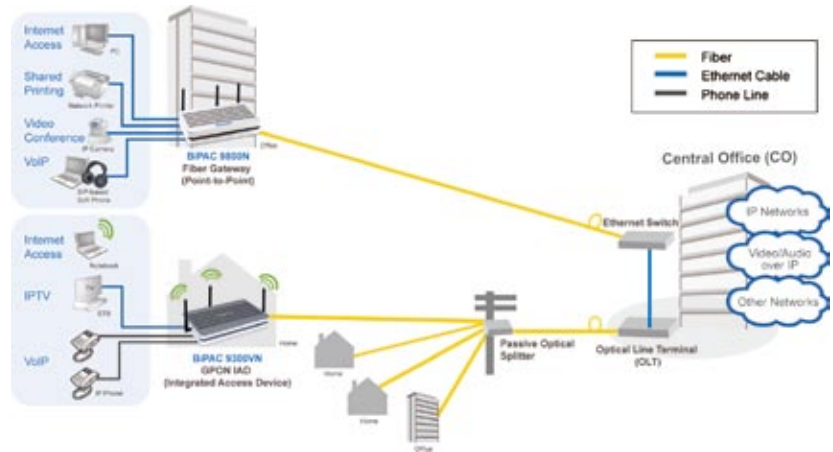 Internet
Access
PC
Shared
Printing
Network Printer
Video
Conference
IP Camera
VoIP
SIP-based
Soft Phone
Office
BiPAC 9800N
Fiber Gateway
(Point-to-Point)
Fiber
Ethernet Cable
Phone Line
Central Office (CO)
IP Networks
Video/Audio
over IP
Other Networks
Ethernet Switch
Internet
Access
Notebook
IPTV
TV
STB
VoIP
IP Phone
Home
BiPAC 9300VN
GPON IAD
(Integrated Access Device)
Home
Home
Office
Passive Optical
Splitter
Optical Line Terminal
(OLT)